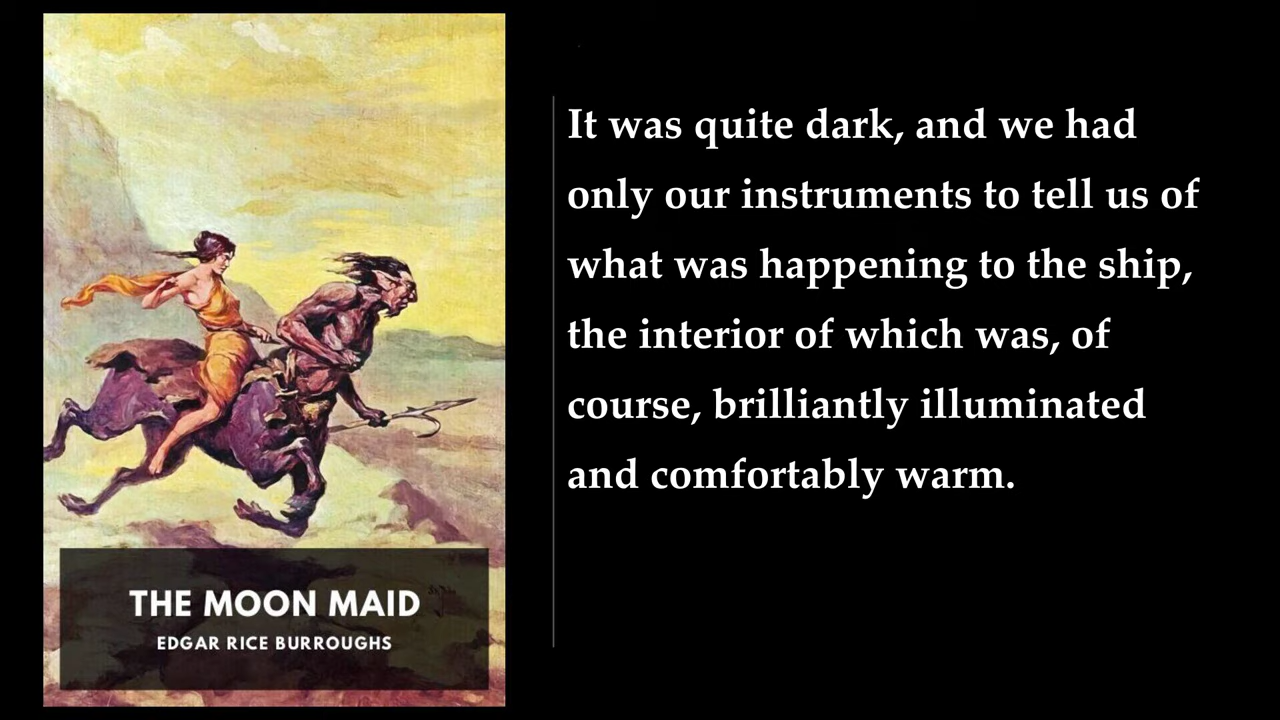 THE MOON MAID
EDGAR RICE BURROUGHS
It was quite dark, and we had
only our instruments to tell us of
what was happening to the ship,
the interior of which was, of
course, brilliantly illuminated
and comfortably warm.